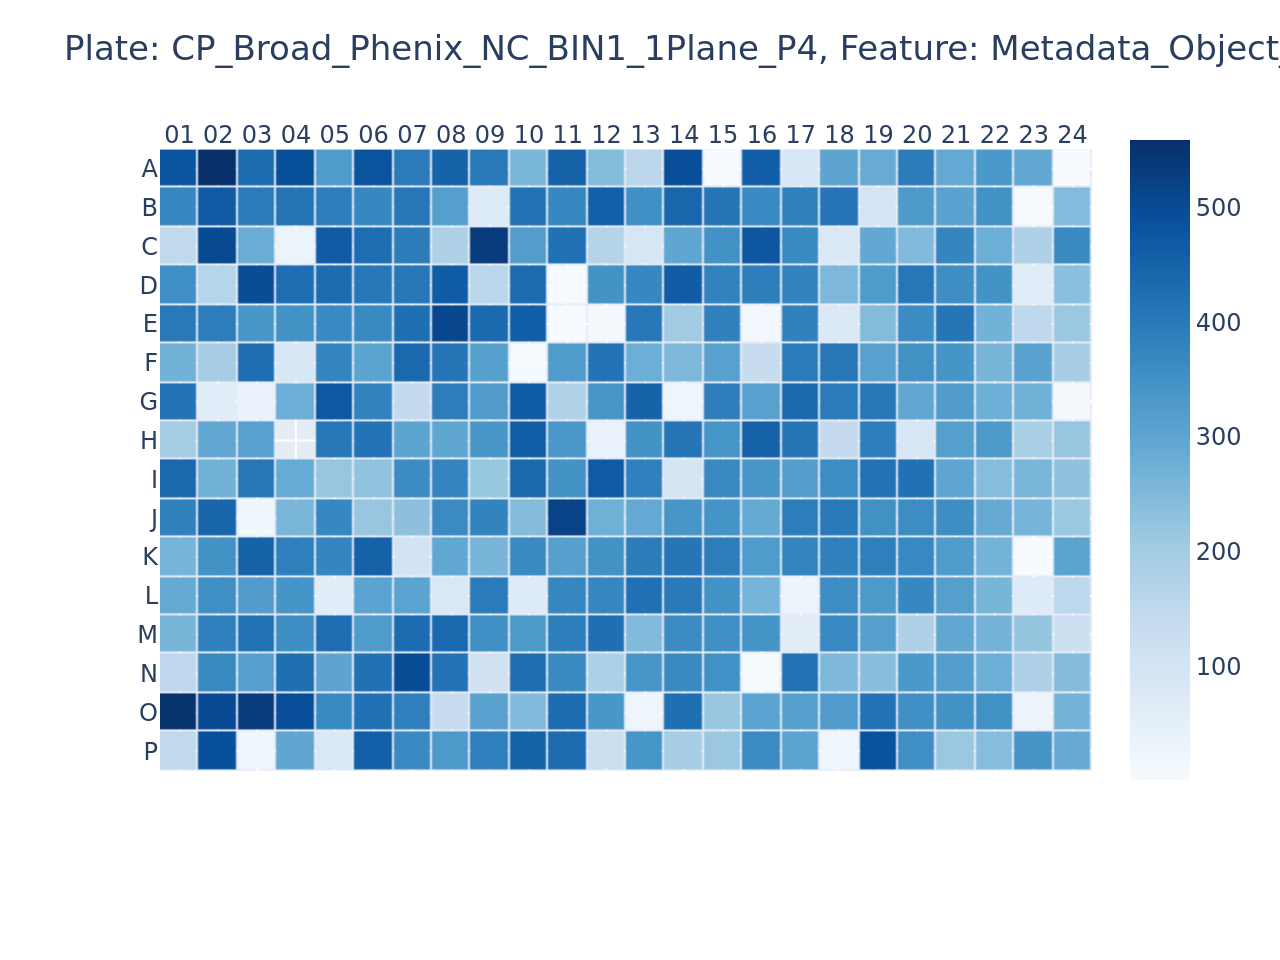 Plate: CP_Broad_Phenix_NC_BIN1_1Plane_P4, Feature: Metadata_Object_
01 02 03 04 05 06 07 08 09 10 11 12 13 14 15 16 17 18 19 20 21 22 23 24
A
B
C
D
E
F
G
H
I
J
K
L
M
N
O
P
500
400
300
200
100